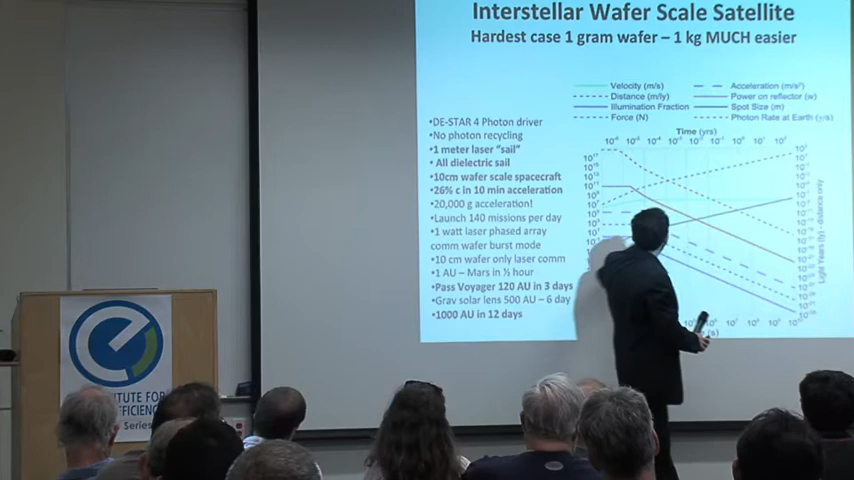 Interstellar Wafer Scale Satellite
Hardest Case 1 gram wafer – 1 kg MUCH easier
•DE-STAR 4 Photon driver
•No photon recycling
•1 meter laser "sail"
• All dielectric sail
•10cm wafer scale spacecraft
•26% c in 10 min acceleration
•20,000 g acceleration!
•Launch 140 missions per day
•1 watt laser phased array
comm wafer burst mode
•10 cm wafer only laser comm
•1 AU – Mars in ½ hour
•Pass Voyager 120 AU in 3 days
•Grav solar lens 500 AU – 6 day
•1000 AU in 12 days
Velocity (m/s)
Acceleration (m/s²)
Distance (m/ly)
Power on reflector (w)
Illumination Fraction
Spot Size (m)
Force (N)
Photon Rate at Earth (γ/s)
Time (yrs)
Light Years (ly) - distance only
(s)
TUTE FOR
EFFICIENC
Series